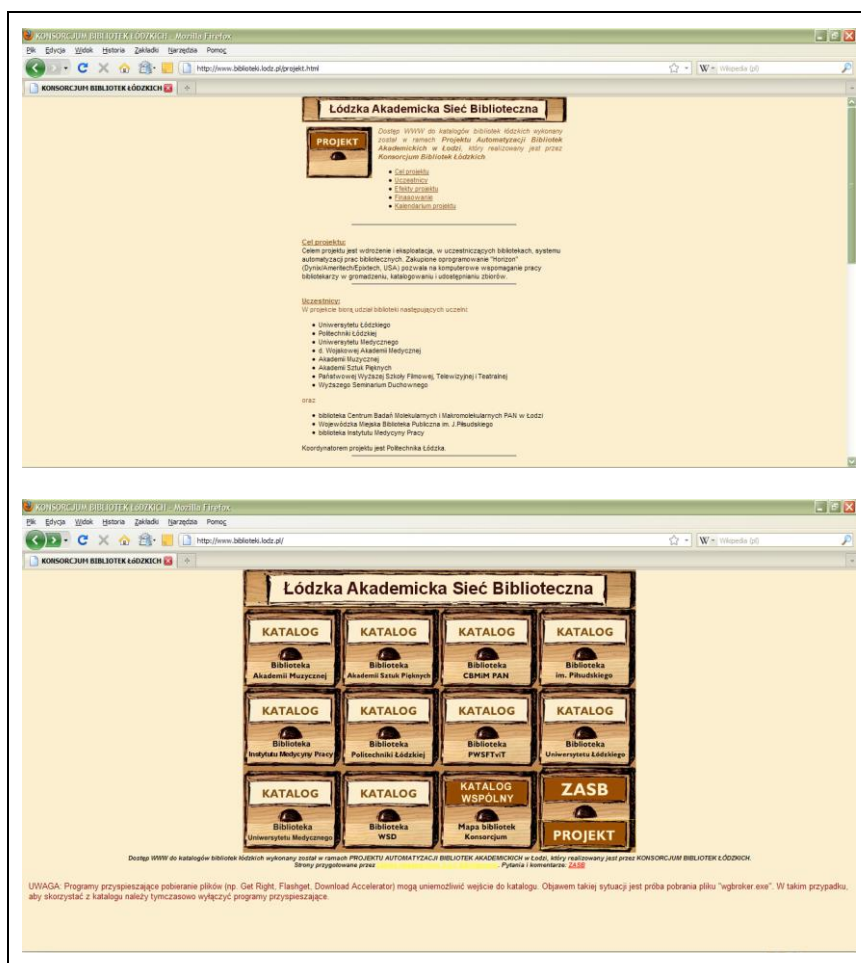 KONSORCJUM BIBLIOTEK ŁÓDZKICH - Mozilla Firefox
Plik Edycja Widok Historia Zakładki Narzędzia Pomoc
http://www.biblioteki.lodz.pl/projekt.html
W Wikipedia (pl)
KONSORCJUM BIBLIOTEK ŁÓDZKICH
Łódzka Akademicka Sieć Biblioteczna
PROJEKT
Dostęp WWW do katalogów bibliotek łódzkich wykonany
został w ramach Projektu Automatyzacji Bibliotek
Akademickich w Łodzi, który realizowany jest przez
Konsorcjum Bibliotek Łódzkich
Cel projektu
Uczestnicy
Efekty projektu
Finasowanie
Kalendarium projektu
Cel projektu:
Celem projektu jest wdrożenie i eksploatacja, w uczestniczących bibliotekach, systemu
automatyzacji prac bibliotecznych. Zakupione oprogramowanie "Horizon"
(Dynix/Ameritech/Epixtech, USA) pozwala na komputerowe wspomaganie pracy
bibliotekarzy w gromadzeniu, katalogowaniu i udostępnianiu zbiorów.
Uczestnicy:
W projekcie biorą udział biblioteki następujących uczelni:
Uniwersytetu Łódzkiego
Politechniki Łódzkiej
Uniwersytetu Medycznego
d. Wojskowej Akademii Medycznej
Akademii Muzycznej
Akademii Sztuk Pięknych
Państwowej Wyższej Szkoły Filmowej, Telewizyjnej i Teatralnej
Wyższego Seminarium Duchownego
oraz
biblioteka Centrum Badań Molekularnych i Makromolekularnych PAN w Łodzi
Wojewódzka Miejska Biblioteka Publiczna im. J.Piłsudskiego
biblioteka Instytutu Medycyny Pracy
Koordynatorem projektu jest Politechnika Łódzka.
KONSORCJUM BIBLIOTEK ŁÓDZKICH - Mozilla Firefox
Plik Edycja Widok Historia Zakładki Narzędzia Pomoc
http://www.biblioteki.lodz.pl/
W Wikipedia (pl)
KONSORCJUM BIBLIOTEK ŁÓDZKICH
Łódzka Akademicka Sieć Biblioteczna
KATALOG KATALOG KATALOG KATALOG
Biblioteka Biblioteka Biblioteka Biblioteka
Akademii Muzycznej Akademii Sztuk Pięknych CBMiM PAN im. Piłsudskiego
KATALOG KATALOG KATALOG KATALOG
Biblioteka Biblioteka Biblioteka Biblioteka
Instytutu Medycyny Pracy Politechniki Łódzkiej PWSFTviT Uniwersytetu Łódzkiego
KATALOG KATALOG KATALOG WSPÓLNY ZASB
Biblioteka Biblioteka Mapa bibliotek
Uniwersytetu Medycznego WSD Konsorcjum PROJEKT
Dostęp WWW do katalogów bibliotek łódzkich wykonany został w ramach PROJEKTU AUTOMATYZACJI BIBLIOTEK AKADEMICKICH w Łodzi, który realizowany jest przez KONSORCJUM BIBLIOTEK ŁÓDZKICH.
Strony przygotowane przez . Pytania i komentarze: ZASB
UWAGA: Programy przyspieszające pobieranie plików (np. Get Right, Flashget, Download Accelerator) mogą uniemożliwić wejście do katalogu. Objawem takiej sytuacji jest próba pobrania pliku "wgbroker.exe". W takim przypadku,
aby skorzystać z katalogu należy tymczasowo wyłączyć programy przyspieszające.